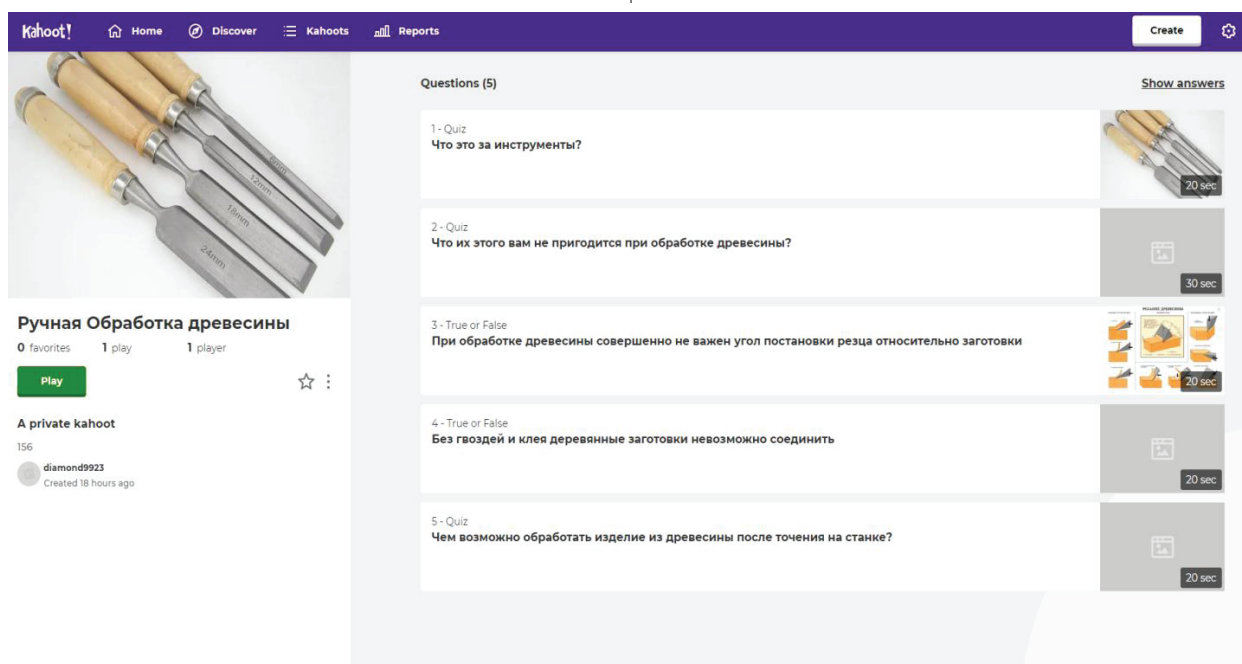 Kahoot!
Home
Discover
Kahoots
Reports
Create
6mm
12mm
18mm
24mm
Ручная Обработка древесины
0 favorites 1 play 1 player
Play
A private kahoot
156
diamond9923
Created 18 hours ago
Questions (5)
Show answers
1 - Quiz
Что это за инструменты?
20 sec
2 - Quiz
Что их этого вам не пригодится при обработке древесины?
30 sec
3 - True or False
При обработке древесины совершенно не важен угол постановки резца относительно заготовки
20 sec
4 - True or False
Без гвоздей и клея деревянные заготовки невозможно соединить
20 sec
5 - Quiz
Чем возможно обработать изделие из древесины после точения на станке?
20 sec